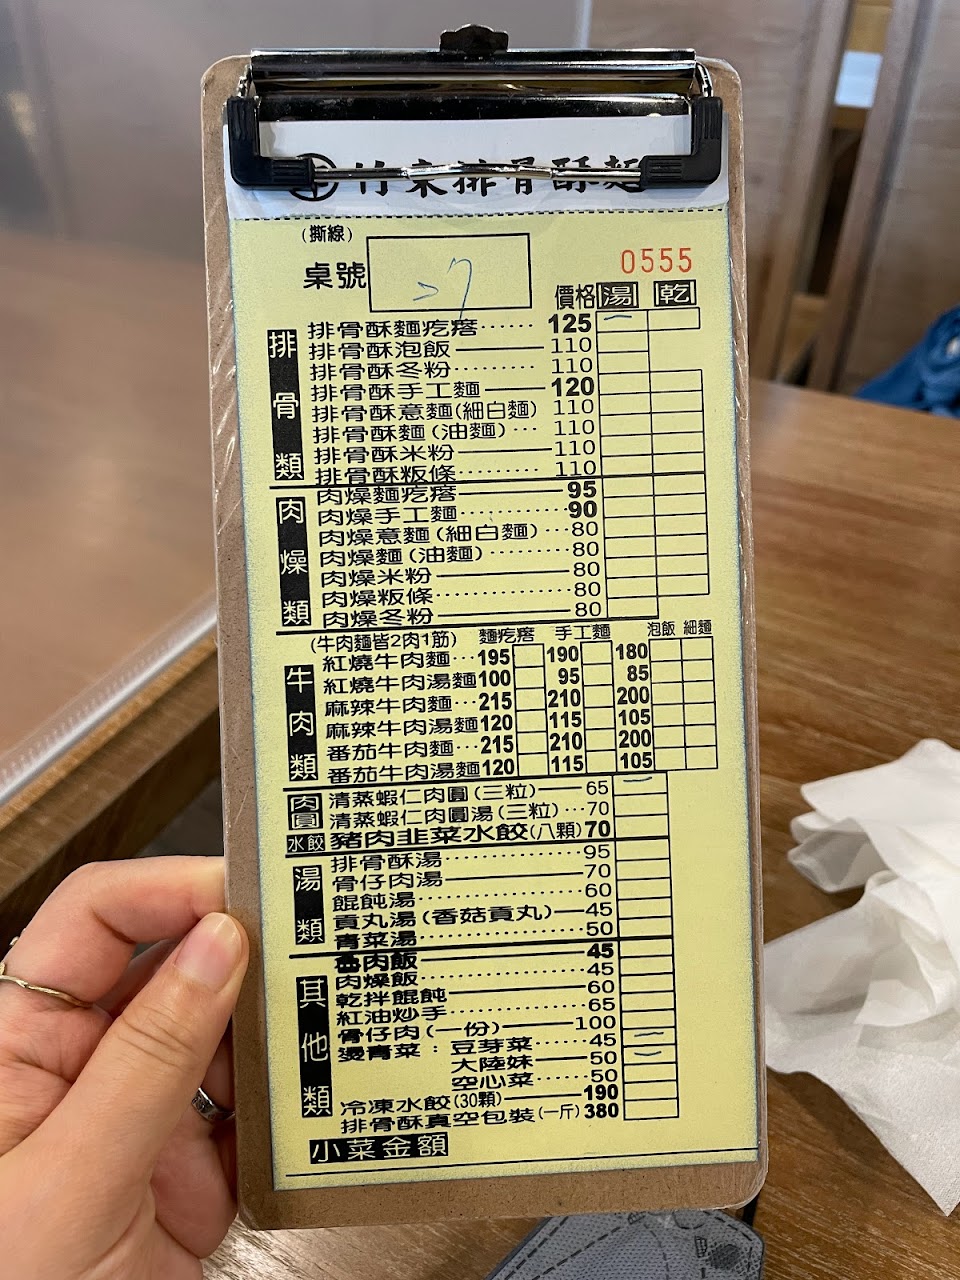 竹東排骨酥麵
(撕線)
桌號 27
0555
價格 湯 乾
排骨類
排骨酥麵疙瘩 125
排骨酥泡飯 110
排骨酥冬粉 110
排骨酥手工麵 120
排骨酥意麵(細白麵) 110
排骨酥麵(油麵) 110
排骨酥米粉 110
排骨酥粄條 110
肉燥類
肉燥麵疙瘩 95
肉燥手工麵 90
肉燥意麵(細白麵) 80
肉燥麵(油麵) 80
肉燥米粉 80
肉燥粄條 80
肉燥冬粉 80
牛肉類
(牛肉麵皆2肉1筋) 麵疙瘩 手工麵 泡飯 細麵
紅燒牛肉麵 195 190 180
紅燒牛肉湯麵 100 95 85
麻辣牛肉麵 215 210 200
麻辣牛肉湯麵 120 115 105
番茄牛肉麵 215 210 200
番茄牛肉湯麵 120 115 105
肉圓
清蒸蝦仁肉圓(三粒) 65
清蒸蝦仁肉圓湯(三粒) 70
水餃 豬肉韭菜水餃(八顆) 70
湯類
排骨酥湯 95
骨仔肉湯 70
餛飩湯 60
貢丸湯(香菇貢丸) 45
青菜湯 50
其他類
魯肉飯 45
肉燥飯 45
乾拌餛飩 60
紅油炒手 65
骨仔肉(一份) 100
燙青菜：豆芽菜 45
大陸妹 50
空心菜 50
冷凍水餃(30顆) 190
排骨酥真空包裝(一斤) 380
小菜金額